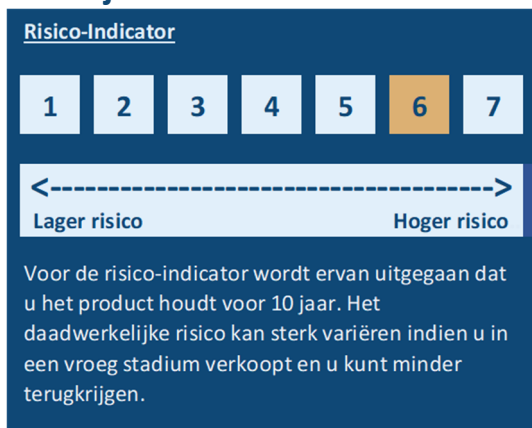 Risico-Indicator
1 2 3 4 5 6 7
<-------------------------------------->
Lager risico Hoger risico
Voor de risico-indicator wordt ervan uitgegaan dat
u het product houdt voor 10 jaar. Het
daadwerkelijke risico kan sterk variëren indien u in
een vroeg stadium verkoopt en u kunt minder
terugkrijgen.